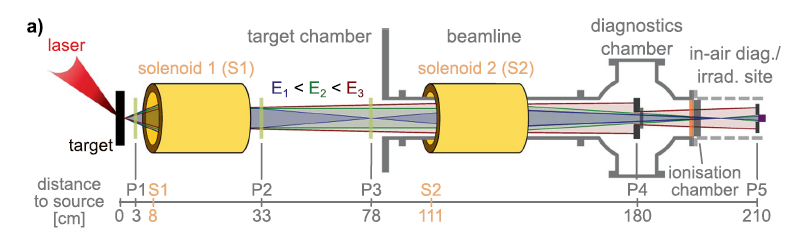 a)
laser
target chamber
beamline
diagnostics
chamber
in-air diag./
irrad. site
solenoid 1 (S1)
solenoid 2 (S2)
E1 < E2 < E3
target
ionisation
chamber
distance
to source
[cm]
P1 S1 P2 P3 S2 P4 P5
0 3 8 33 78 111 180 210